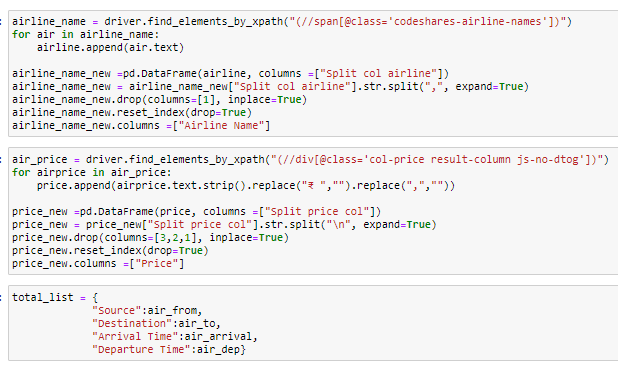 airline_name = driver.find_elements_by_xpath("(//span[@class='codeshares-airline-names'])")
for air in airline_name:
    airline.append(air.text)

airline_name_new =pd.DataFrame(airline, columns =["Split col airline"])
airline_name_new = airline_name_new["Split col airline"].str.split(",", expand=True)
airline_name_new.drop(columns=[1], inplace=True)
airline_name_new.reset_index(drop=True)
airline_name_new.columns =["Airline Name"]

air_price = driver.find_elements_by_xpath("(//div[@class='col-price result-column js-no-dtog'])")
for airprice in air_price:
    price.append(airprice.text.strip().replace("₹ ","").replace(",",""))

price_new =pd.DataFrame(price, columns =["Split price col"])
price_new = price_new["Split price col"].str.split("\n", expand=True)
price_new.drop(columns=[3,2,1], inplace=True)
price_new.reset_index(drop=True)
price_new.columns =["Price"]

total_list = {
            "Source":air_from,
            "Destination":air_to,
            "Arrival Time":air_arrival,
            "Departure Time":air_dep}